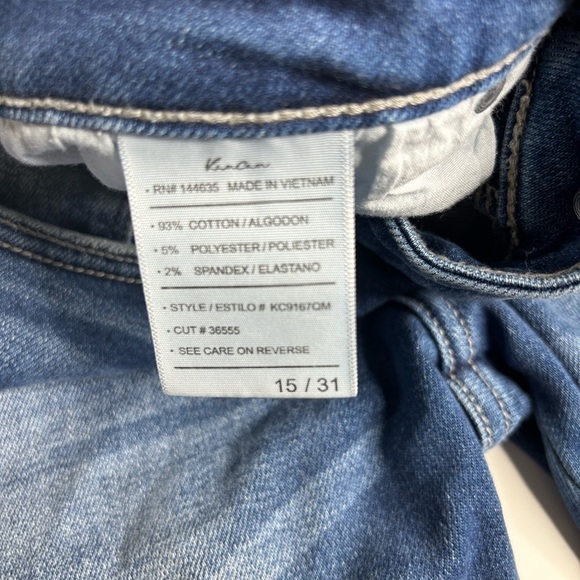 KanCan
• RN# 144635 MADE IN VIETNAM
• 93% COTTON / ALGODON
• 5% POLYESTER / POLIESTER
• 2% SPANDEX / ELASTANO
• STYLE / ESTILO # KC9167QM
• CUT # 36555
• SEE CARE ON REVERSE
15 / 31